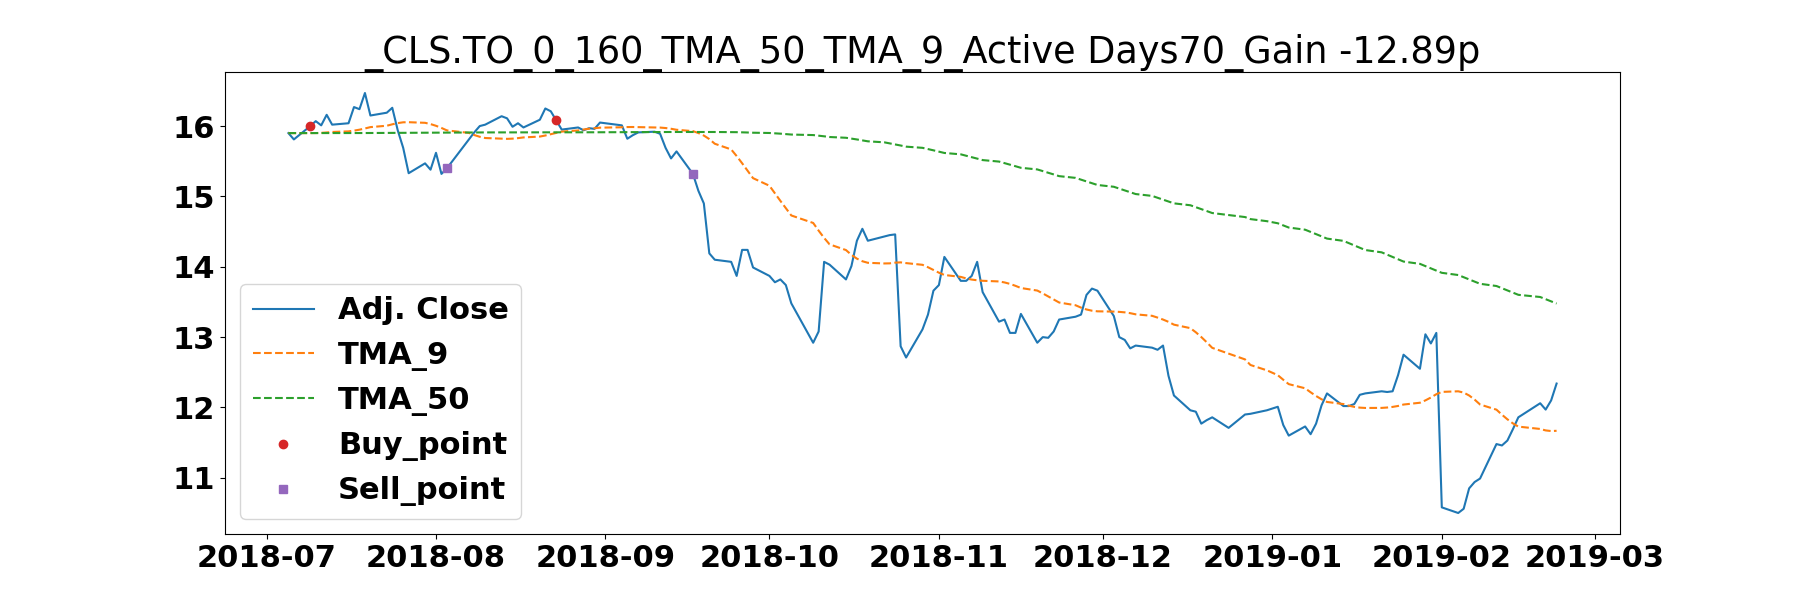 _CLS.TO_0_160_TMA_50_TMA_9_Active Days70_Gain -12.89p
16
15
14
13
12
11
Adj. Close
TMA_9
TMA_50
Buy_point
Sell_point
2018-07 2018-08 2018-09 2018-10 2018-11 2018-12 2019-01 2019-02 2019-03